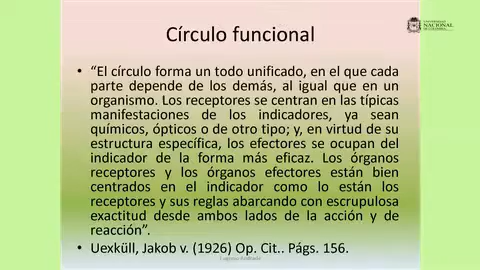 UNIVERSIDAD
NACIONAL
DE COLOMBIA
Círculo funcional
• “El círculo forma un todo unificado, en el que cada
parte depende de los demás, al igual que en un
organismo. Los receptores se centran en las típicas
manifestaciones de los indicadores, ya sean
químicos, ópticos o de otro tipo; y, en virtud de su
estructura específica, los efectores se ocupan del
indicador de la forma más eficaz. Los órganos
receptores y los órganos efectores están bien
centrados en el indicador como lo están los
receptores y sus reglas abarcando con escrupulosa
exactitud desde ambos lados de la acción y de
reacción”.
• Uexküll, Jakob v. (1926) Op. Cit.. Págs. 156.